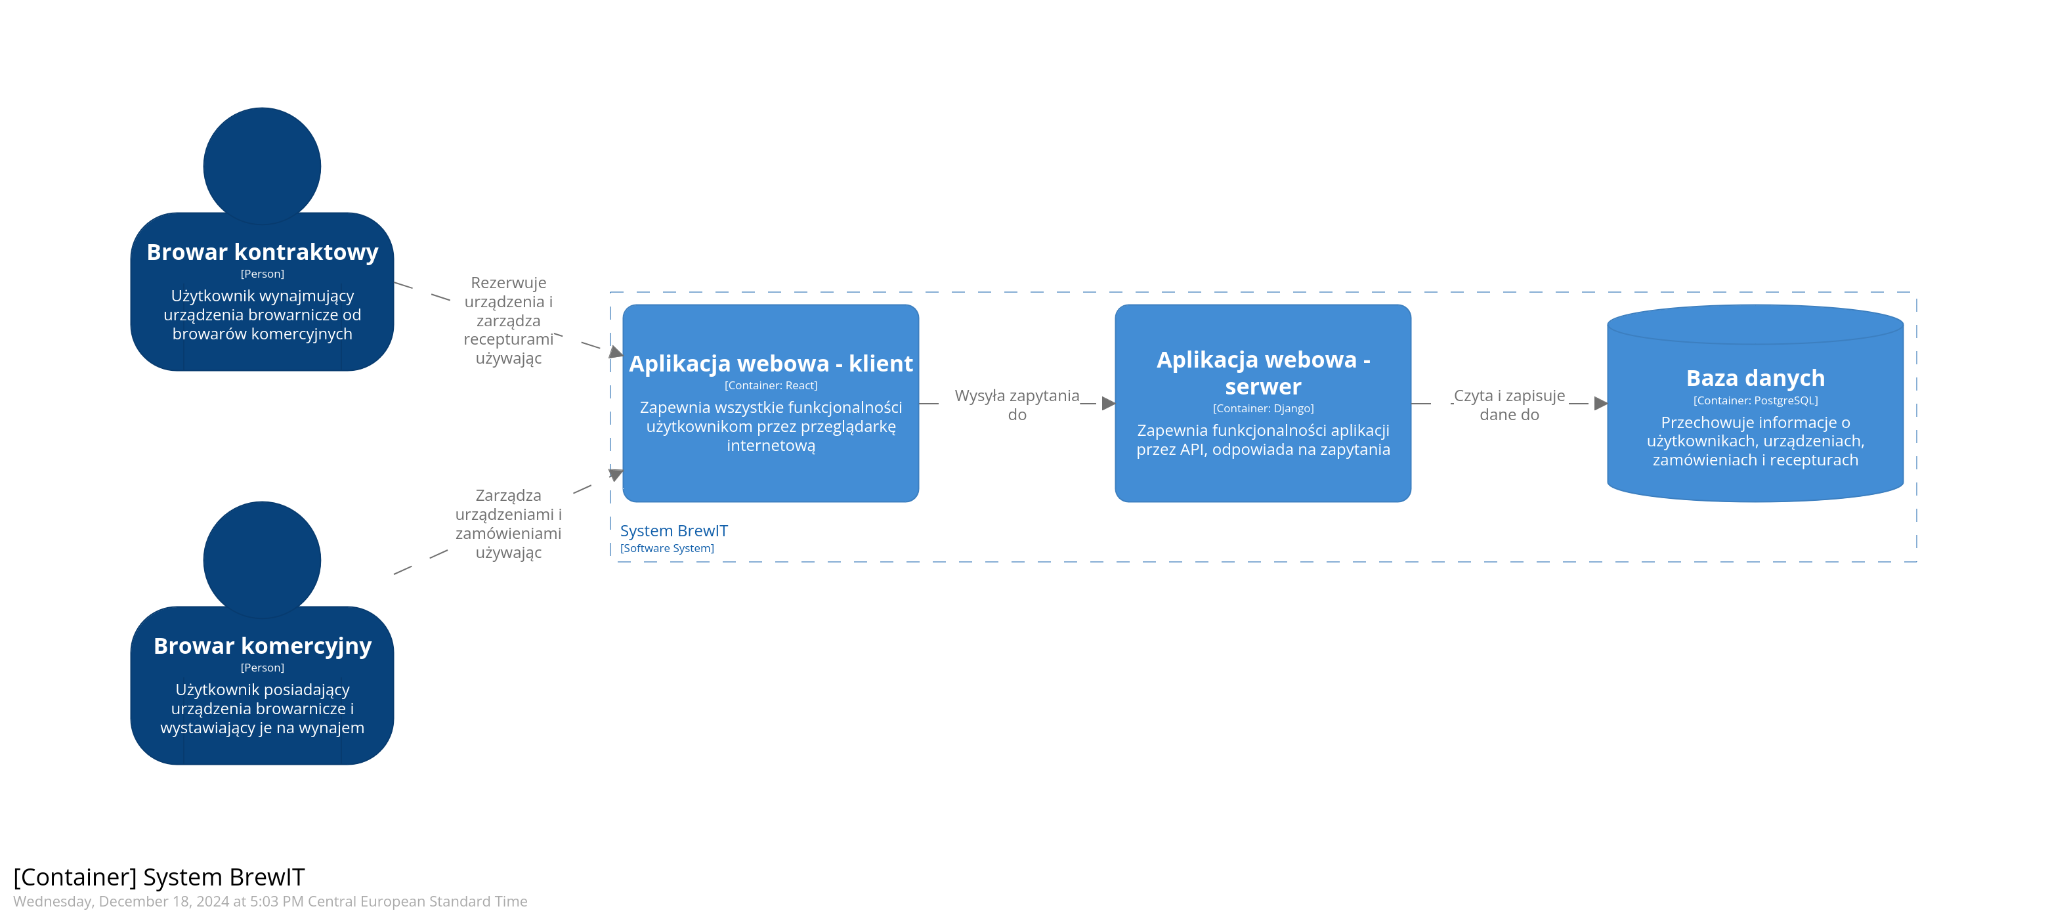 Browar kontraktowy
[Person]
Użytkownik wynajmujący
urządzenia browarnicze od
browarów komercyjnych
Rezerwuje
urządzenia i
zarządza
recepturami
używając
Aplikacja webowa - klient
[Container: React]
Zapewnia wszystkie funkcjonalności
użytkownikom przez przeglądarkę
internetową
Wysyła zapytania
do
Aplikacja webowa -
serwer
[Container: Django]
Zapewnia funkcjonalności aplikacji
przez API, odpowiada na zapytania
Czyta i zapisuje
dane do
Baza danych
[Container: PostgreSQL]
Przechowuje informacje o
użytkownikach, urządzeniach,
zamówieniach i recepturach
Zarządza
urządzeniami i
zamówieniami
używając
System BrewIT
[Software System]
Browar komercyjny
[Person]
Użytkownik posiadający
urządzenia browarnicze i
wystawiający je na wynajem
[Container] System BrewIT
Wednesday, December 18, 2024 at 5:03 PM Central European Standard Time